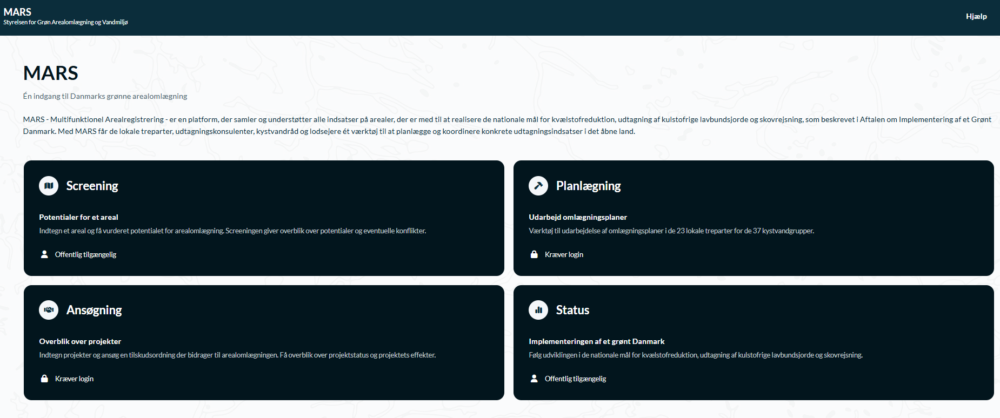 MARS
Styrelsen for Grøn Arealomlægning og Vandmiljø
Hjælp
MARS
Én indgang til Danmarks grønne arealomlægning
MARS - Multifunktionel Arealregistrering - er en platform, der samler og understøtter alle indsatser på arealer, der er med til at realisere de nationale mål for kvælstofreduktion, udtagning af kulstofrige lavbundsjorde og skovrejsning, som beskrevet i Aftalen om Implementering af et Grønt
Danmark. Med MARS får de lokale treparter, udtagningskonsulenter, kystvandråd og lodsejere ét værktøj til at planlægge og koordinere konkrete udtagningsindsatser i det åbne land.
Screening
Potentialer for et areal
Indtegn et areal og få vurderet potentialet for arealomlægning. Screeningen giver overblik over potentialer og eventuelle konflikter.
Offentlig tilgængelig
Planlægning
Udarbejd omlægningsplaner
Værktøj til udarbejdelse af omlægningsplaner i de 23 lokale treparter for de 37 kystvandgrupper.
Kræver login
Ansøgning
Overblik over projekter
Indtegn projekter og ansøg en tilskudsordning der bidrager til arealomlægningen. Få overblik over projektstatus og projektets effekter.
Kræver login
Status
Implementeringen af et grønt Danmark
Følg udviklingen i de nationale mål for kvælstofreduktion, udtagning af kulstofrige lavbundsjorde og skovrejsning.
Offentlig tilgængelig